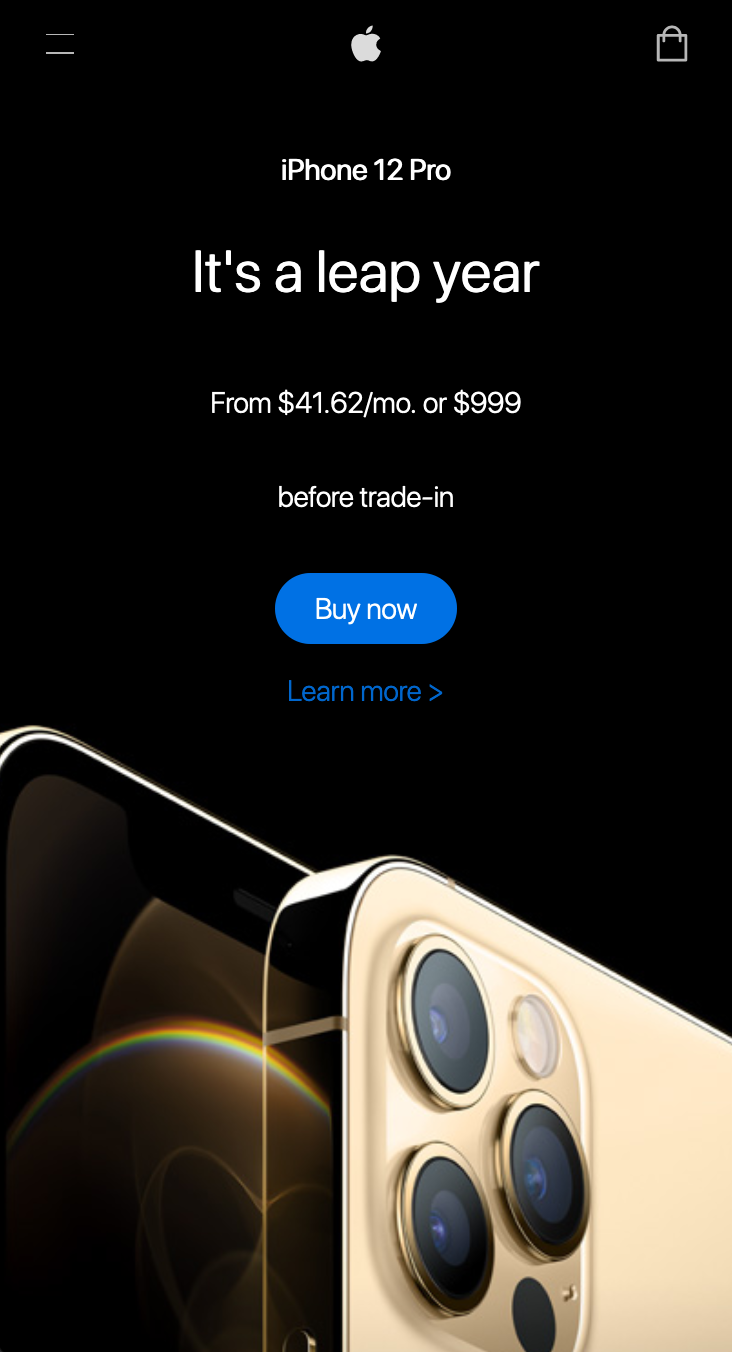 iPhone 12 Pro
It's a leap year
From $41.62/mo. or $999
before trade-in
Buy now
Learn more >